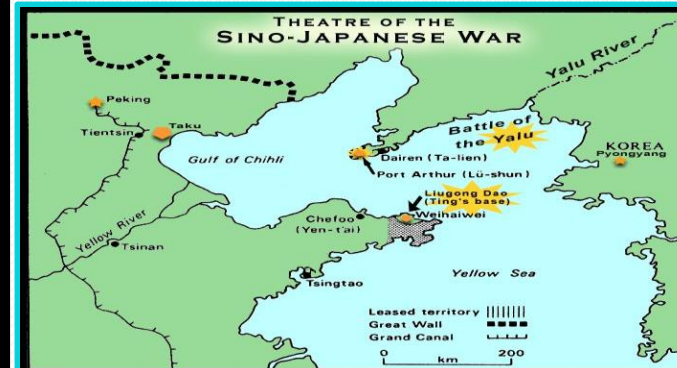 THEATRE OF THE
SINO-JAPANESE WAR
Yalu River
Peking
Taku
Tientsin
Battle of
the Yalu
KOREA
Pyongyang
Gulf of Chihli
Dairen (Ta-lien)
Port Arthur (Lü-shun)
Liugong Dao
(Ting's base)
Weihaiwei
Chefoo
(Yen-t'ai)
Yellow River
Tsinan
Tsingtao
Yellow Sea
Leased territory
Great Wall
Grand Canal
0 200
km